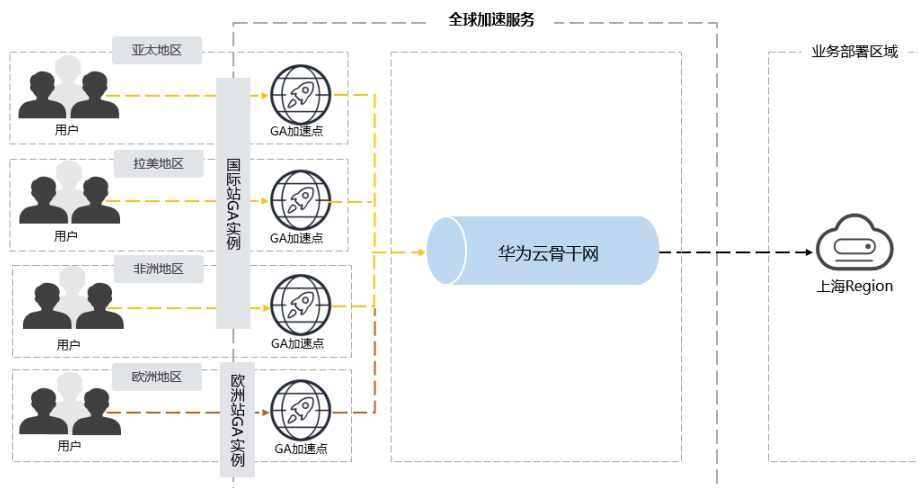 全球加速服务
业务部署区域
亚太地区
用户
GA加速点
拉美地区
用户
GA加速点
国际站GA实例
非洲地区
用户
GA加速点
欧洲地区
用户
GA加速点
欧洲站GA实例
华为云骨干网
上海Region